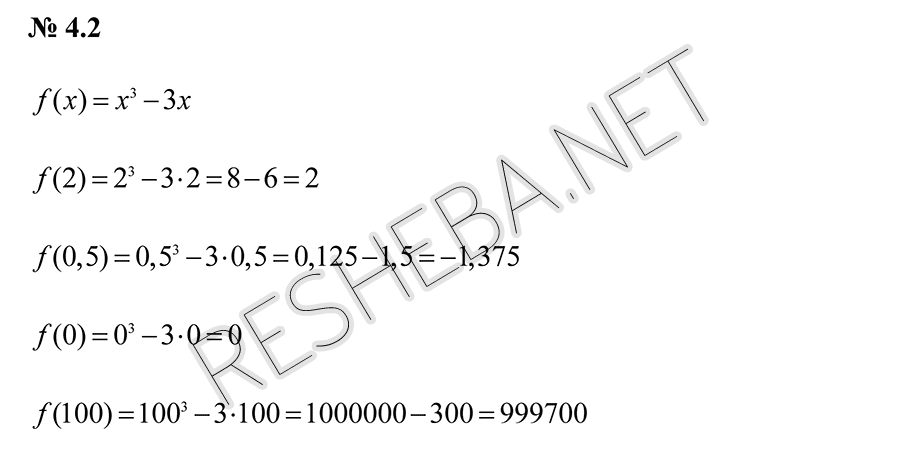 № 4.2
f(x) = x³ − 3x
f(2) = 2³ − 3·2 = 8 − 6 = 2
f(0,5) = 0,5³ − 3·0,5 = 0,125 − 1,5 = −1,375
f(0) = 0³ − 3·0 = 0
f(100) = 100³ − 3·100 = 1000000 − 300 = 999700
RESHEBA.NET